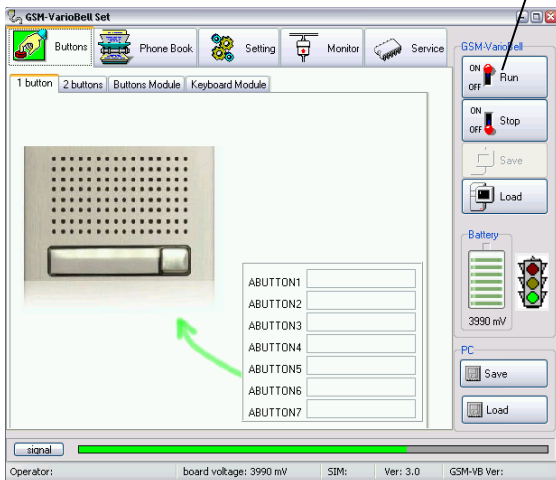 GSM-VarioBell Set
Buttons
Phone Book
Setting
Monitor
Service
1 button
2 buttons
Buttons Module
Keyboard Module
ABUTTON1
ABUTTON2
ABUTTON3
ABUTTON4
ABUTTON5
ABUTTON6
ABUTTON7
GSM-VarioBell
ON
OFF
Run
ON
OFF
Stop
Save
Load
Battery
3990 mV
PC
Save
Load
signal
Operator:
board voltage: 3990 mV
SIM:
Ver: 3.0
GSM-VB Ver: